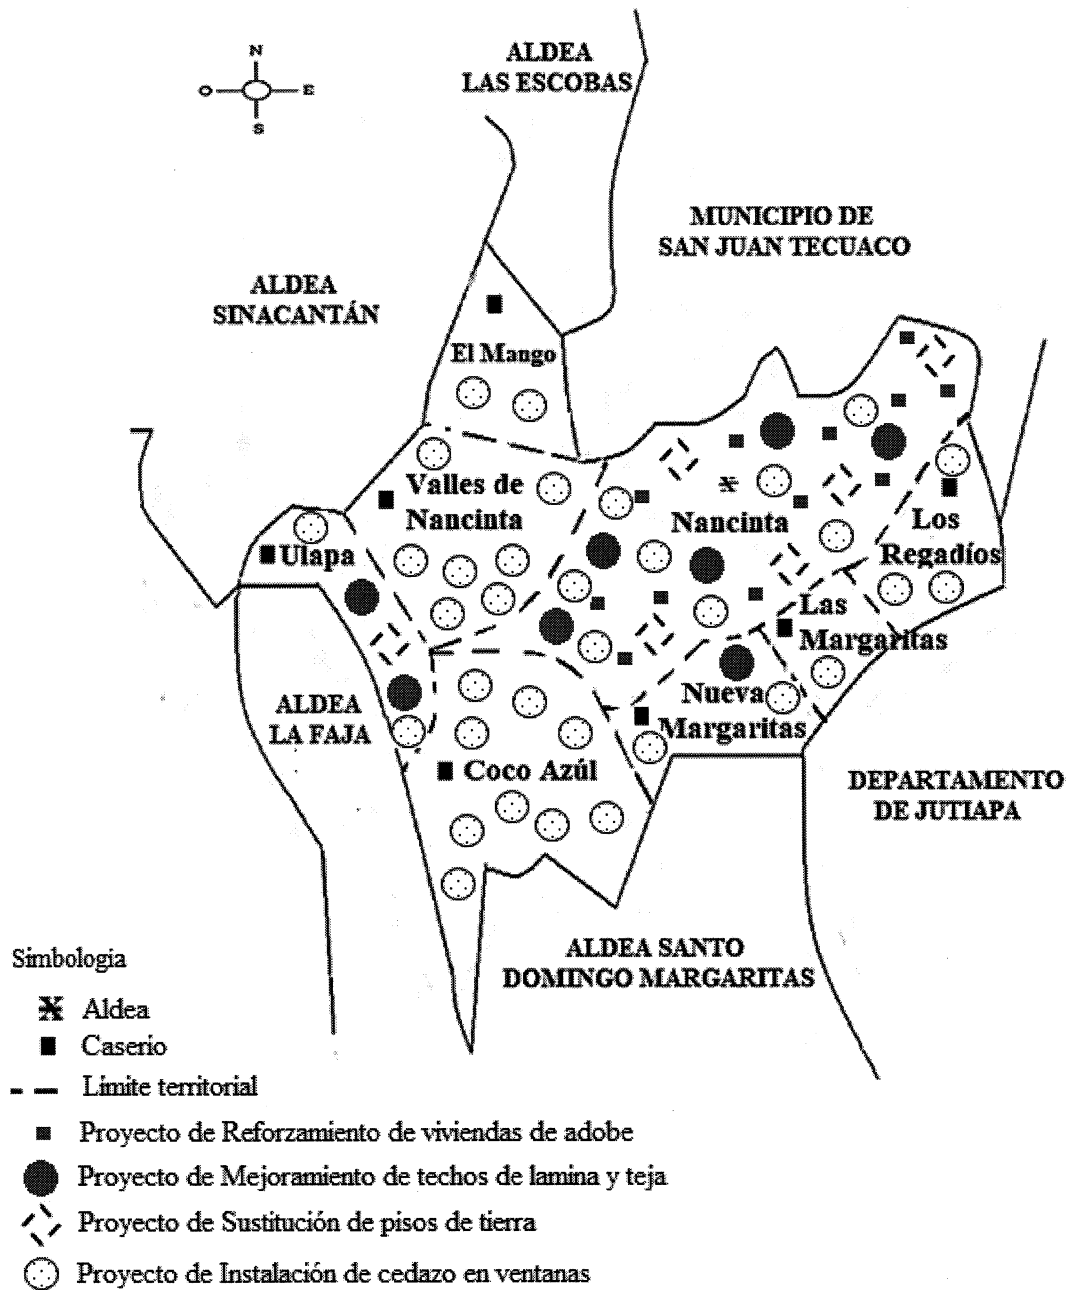 N
O E
S
ALDEA
LAS ESCOBAS
MUNICIPIO DE
SAN JUAN TECUACO
ALDEA
SINACANTÁN
El Mango
Valles de
Nancinta
Nancinta
Los
Regadíos
Ulapa
Las
Margaritas
Nueva
Margaritas
ALDEA
LA FAJA
Coco Azúl
DEPARTAMENTO
DE JUTIAPA
ALDEA SANTO
DOMINGO MARGARITAS
Simbologia
Aldea
Caserio
Limite territorial
Proyecto de Reforzamiento de viviendas de adobe
Proyecto de Mejoramiento de techos de lamina y teja
Proyecto de Sustitución de pisos de tierra
Proyecto de Instalación de cedazo en ventanas